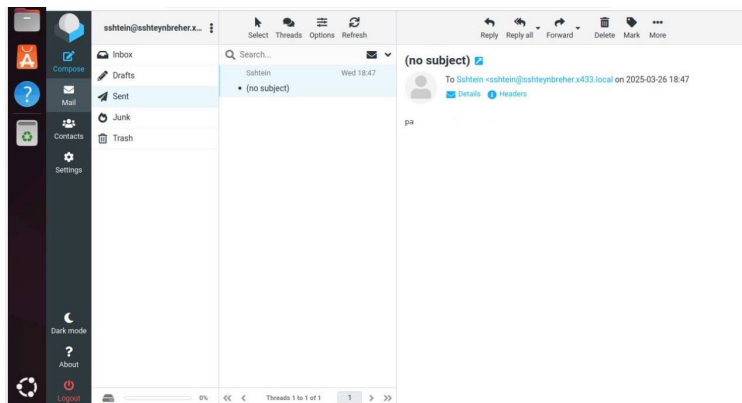 sshtein@sshteynbreher.x...
Select Threads Options Refresh
Reply Reply all Forward Delete Mark More
Compose
Mail
Contacts
Settings
Dark mode
About
Logout
Inbox
Drafts
Sent
Junk
Trash
0%
Search...
Sshtein Wed 18:47
(no subject)
Threads 1 to 1 of 1 1
(no subject)
To Sshtein <sshtein@sshteynbreher.x433.local on 2025-03-26 18:47
Details Headers
pa